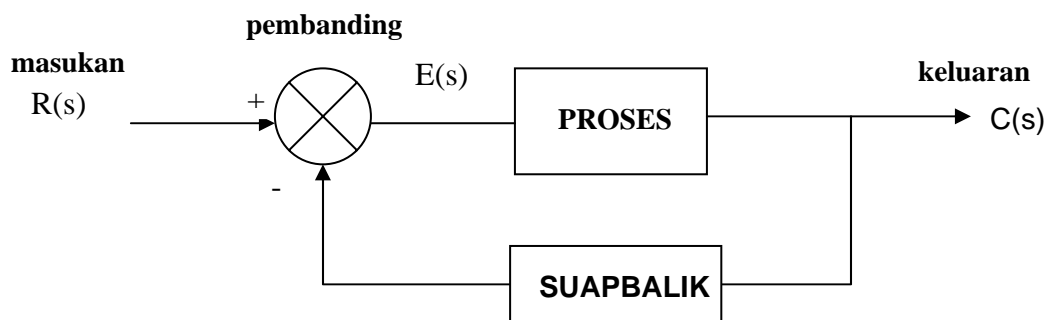 pembanding
masukan
E(s)
keluaran
R(s)
+
PROSES
C(s)
-
SUAPBALIK